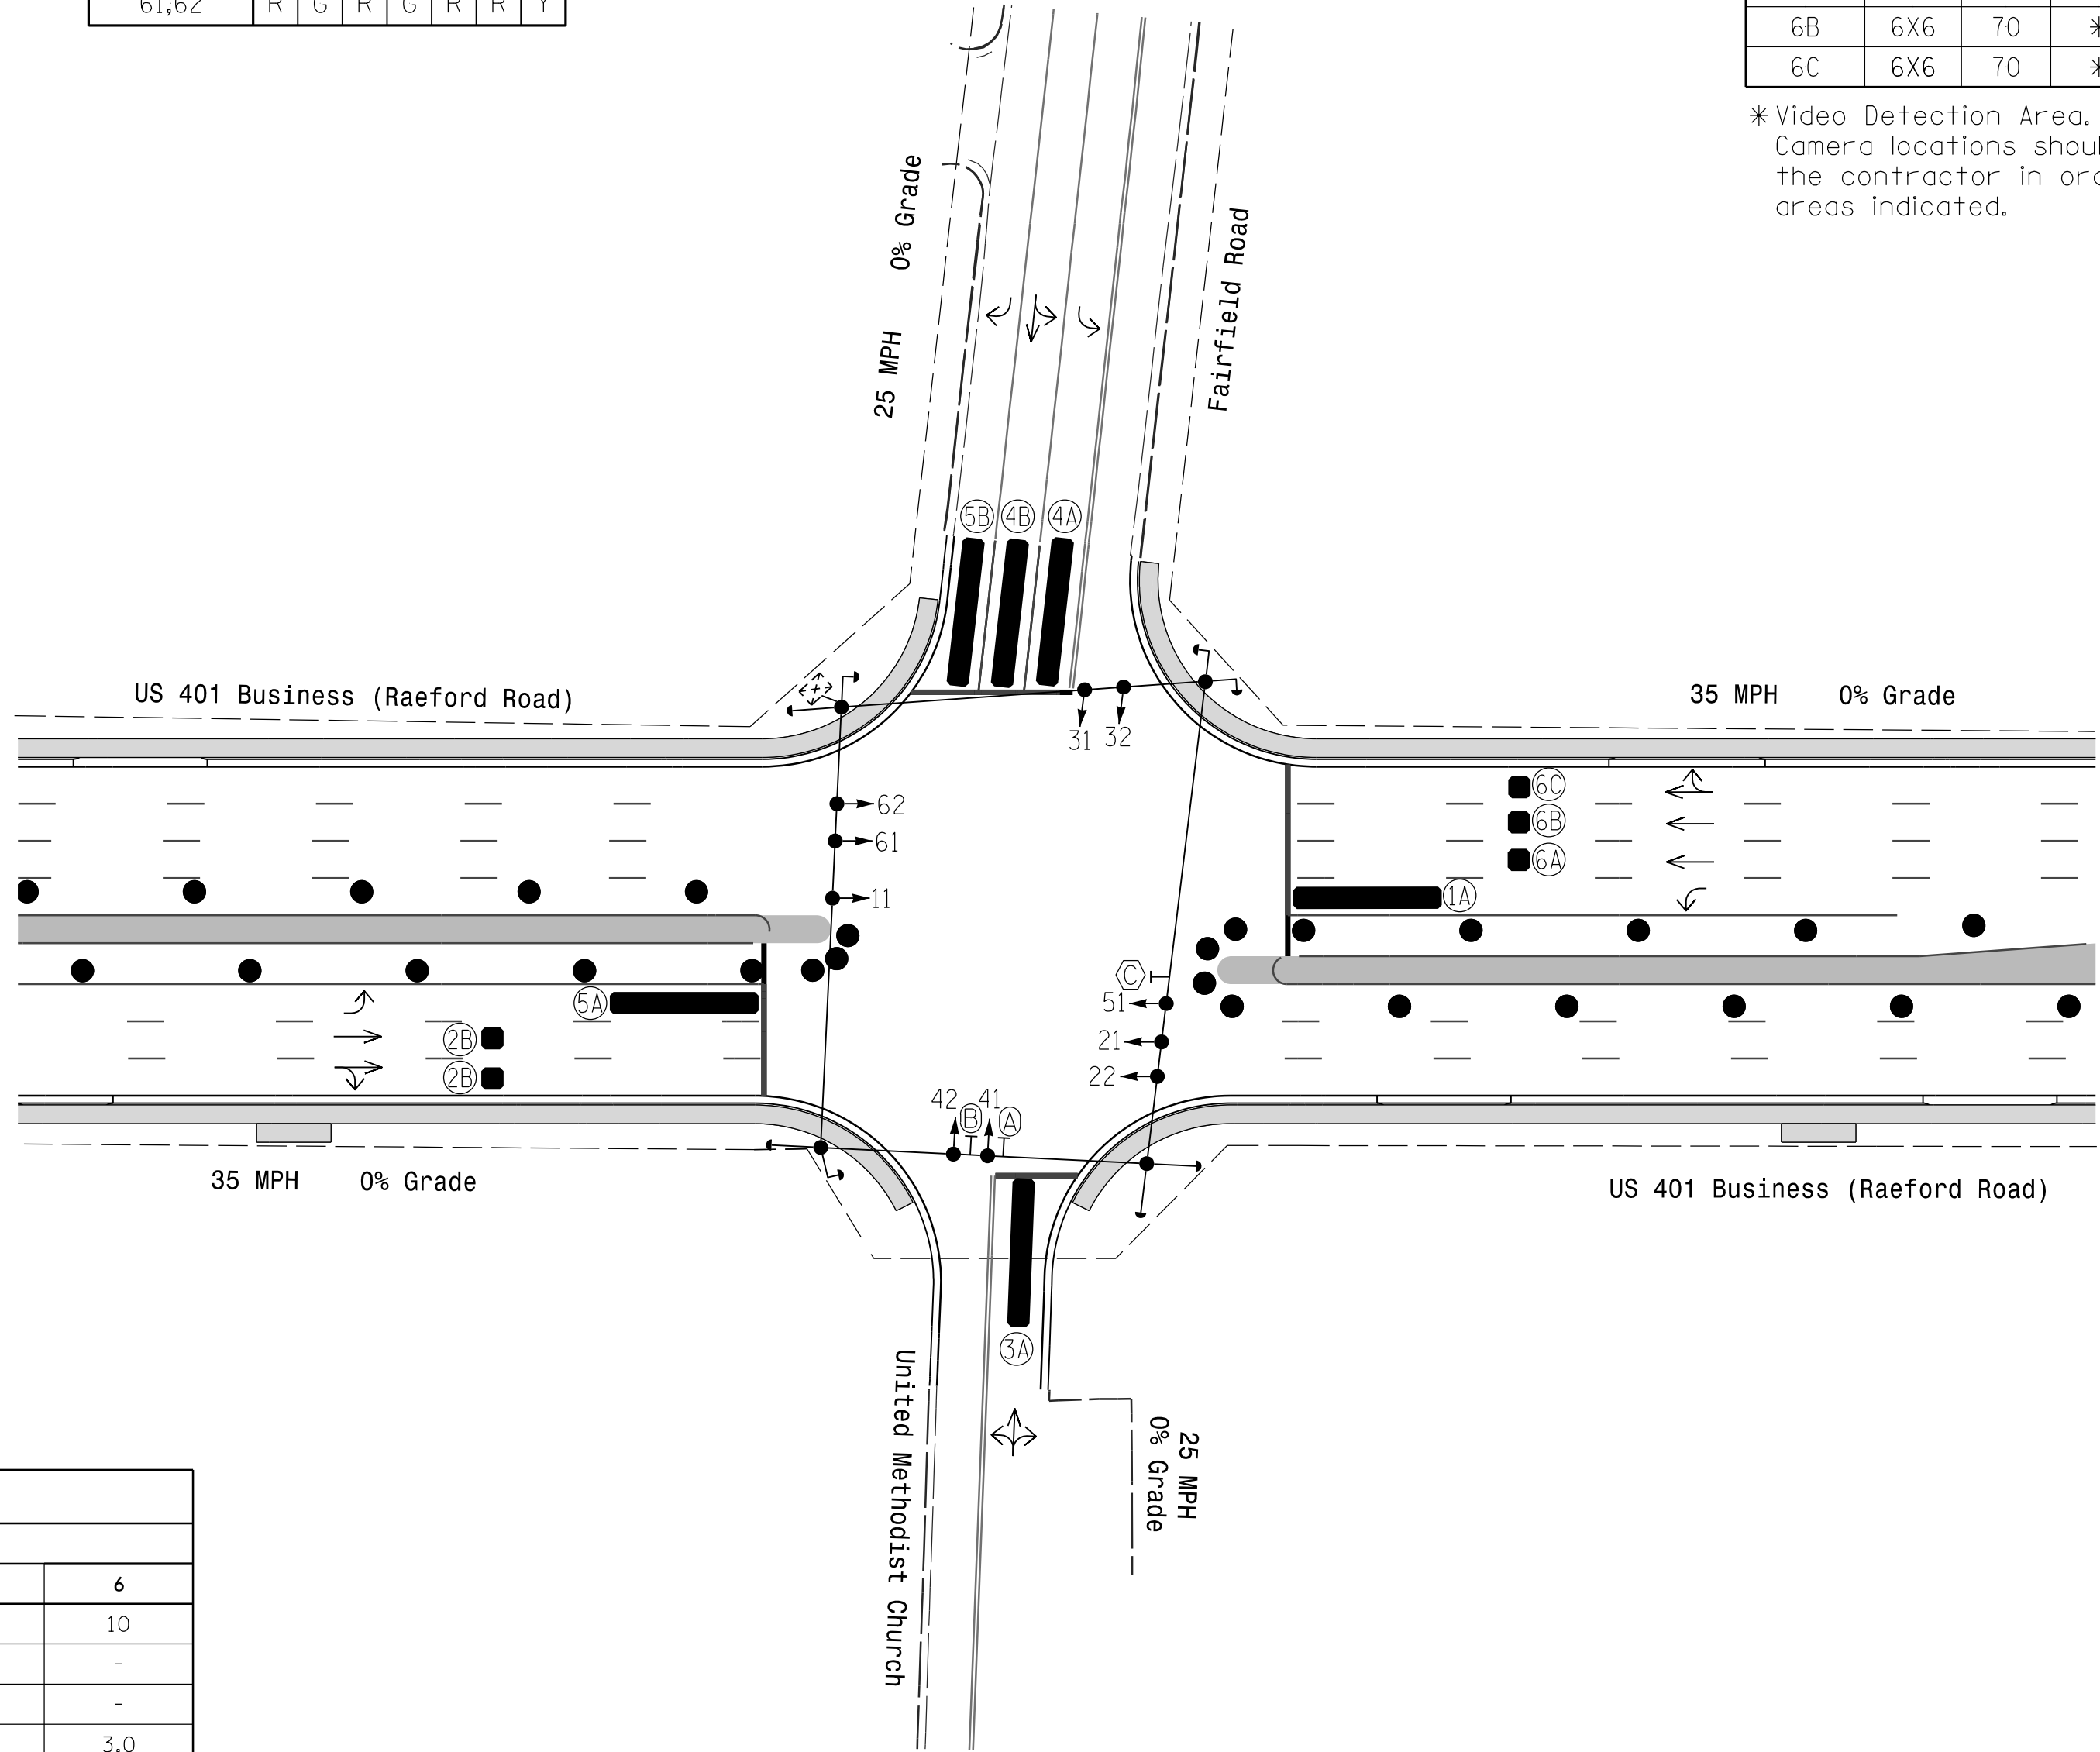 61,62 R G R G R R Y
6B 6X6 70 *
6C 6X6 70 *
* Video Detection Area.
Camera locations shoul
the contractor in orc
areas indicated.
0% Grade
25 MPH
Fairfield Road
5B 4B 4A
US 401 Business (Raeford Road)
35 MPH 0% Grade
31 32
62
61
11
6C
6B
6A
1A
C
51
21
22
5A
2B
2B
42 B 41 A
35 MPH 0% Grade
US 401 Business (Raeford Road)
3A
United Methodist Church
25 MPH
0% Grade
6
10
-
-
3.0